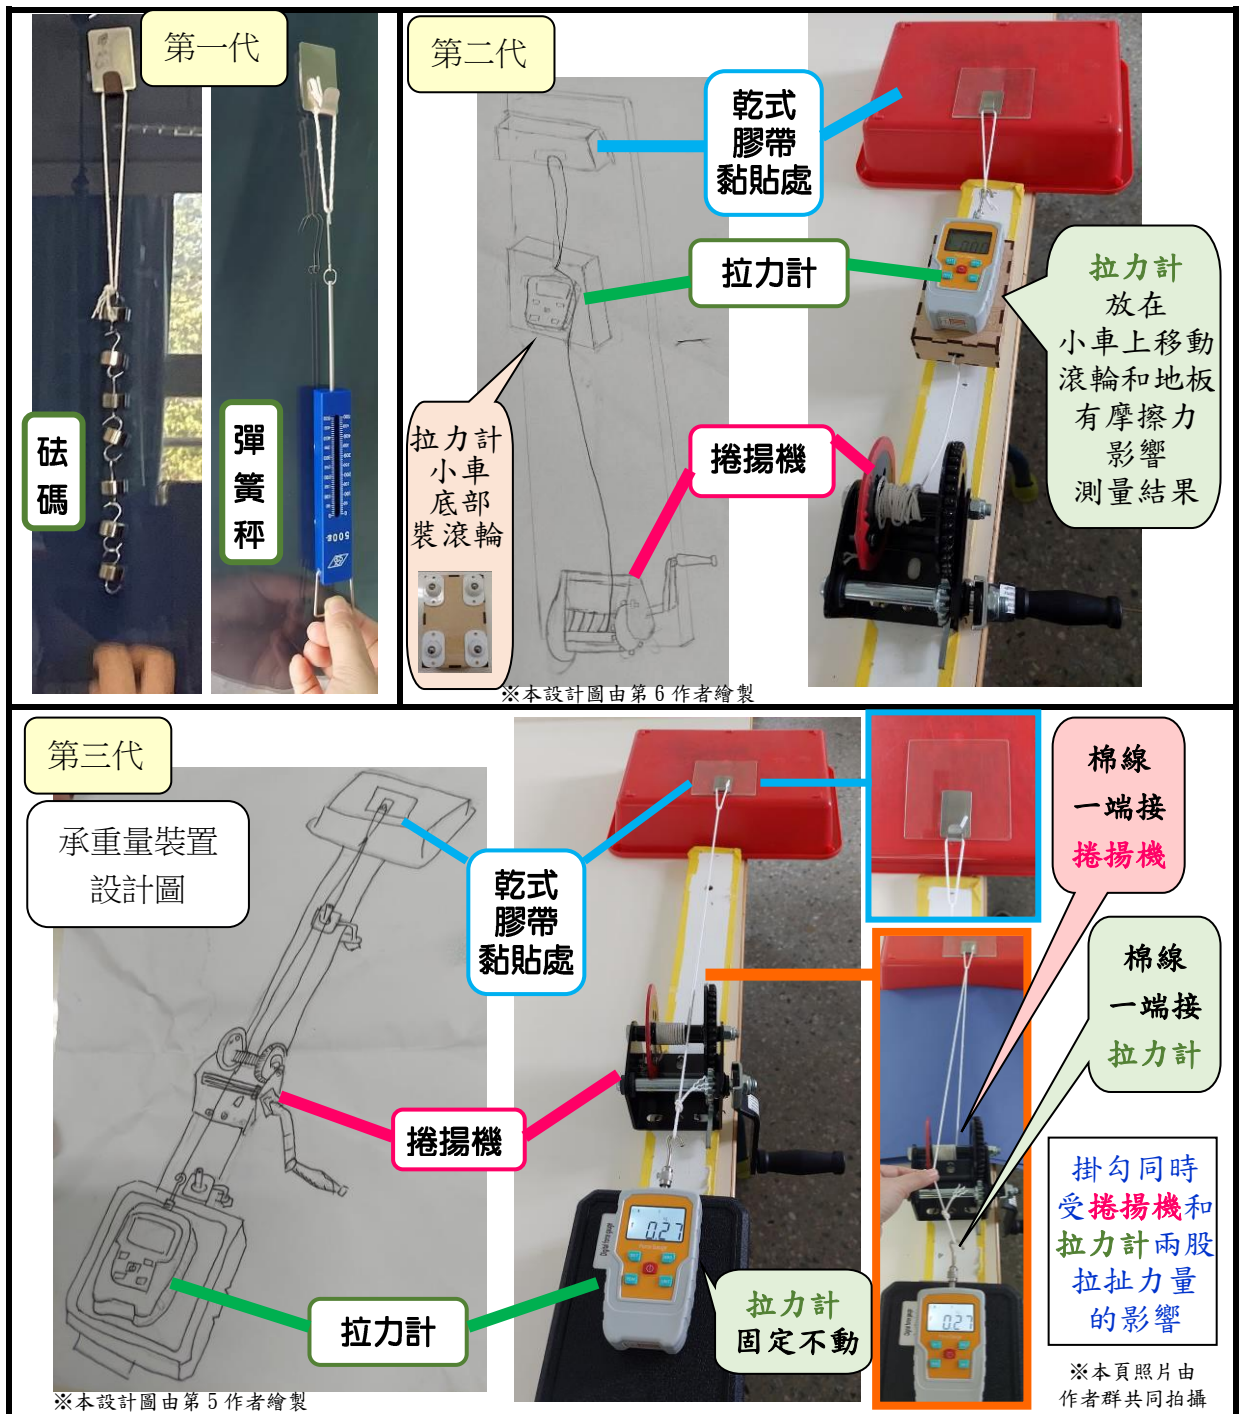 第一代
砝
碼
彈
簧
秤
500
第二代
乾式
膠帶
黏貼處
拉力計
捲揚機
拉力計
小車
底部
裝滾輪
拉力計
放在
小車上移動
滾輪和地板
有摩擦力
影響
測量結果
※本設計圖由第 6 作者繪製
第三代
承重量裝置
設計圖
乾式
膠帶
黏貼處
捲揚機
拉力計
※本設計圖由第 5 作者繪製
Digital force gauge
0.27
拉力計
固定不動
棉線
一端接
捲揚機
棉線
一端接
拉力計
0.27
掛勾同時
受捲揚機和
拉力計兩股
拉扯力量
的影響
※本頁照片由
作者群共同拍攝